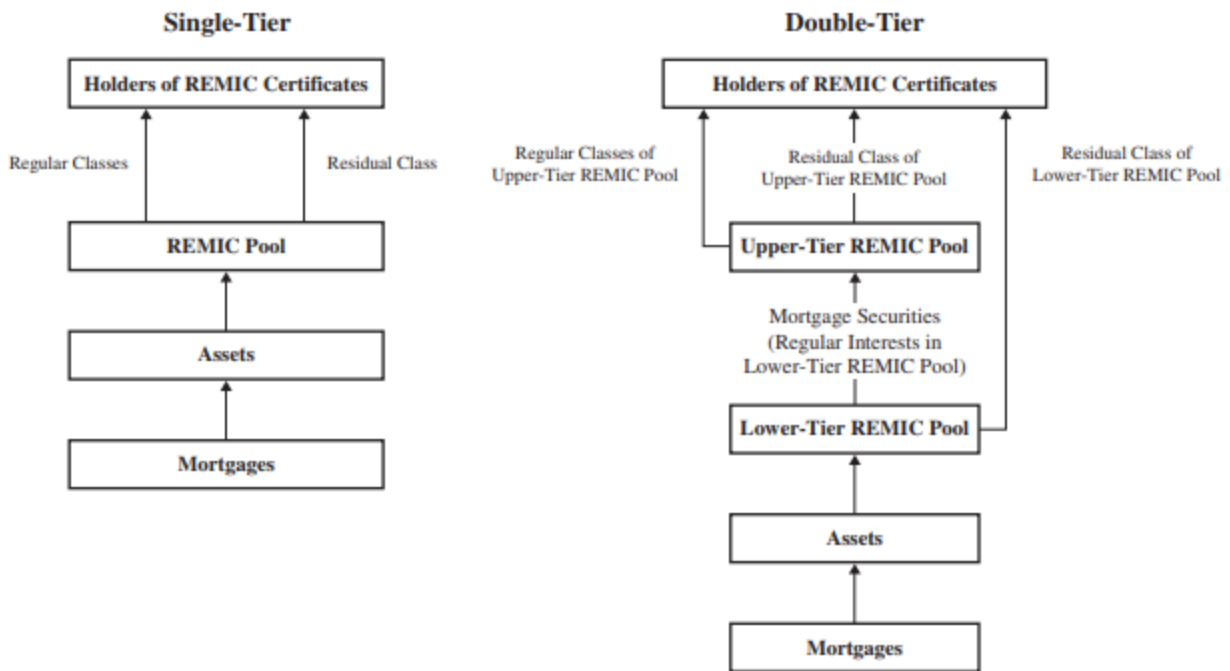 Single-Tier
Holders of REMIC Certificates
Regular Classes
Residual Class
REMIC Pool
Assets
Mortgages
Double-Tier
Holders of REMIC Certificates
Regular Classes of
Upper-Tier REMIC Pool
Residual Class of
Upper-Tier REMIC Pool
Residual Class of
Lower-Tier REMIC Pool
Upper-Tier REMIC Pool
Mortgage Securities
(Regular Interests in
Lower-Tier REMIC Pool)
Lower-Tier REMIC Pool
Assets
Mortgages